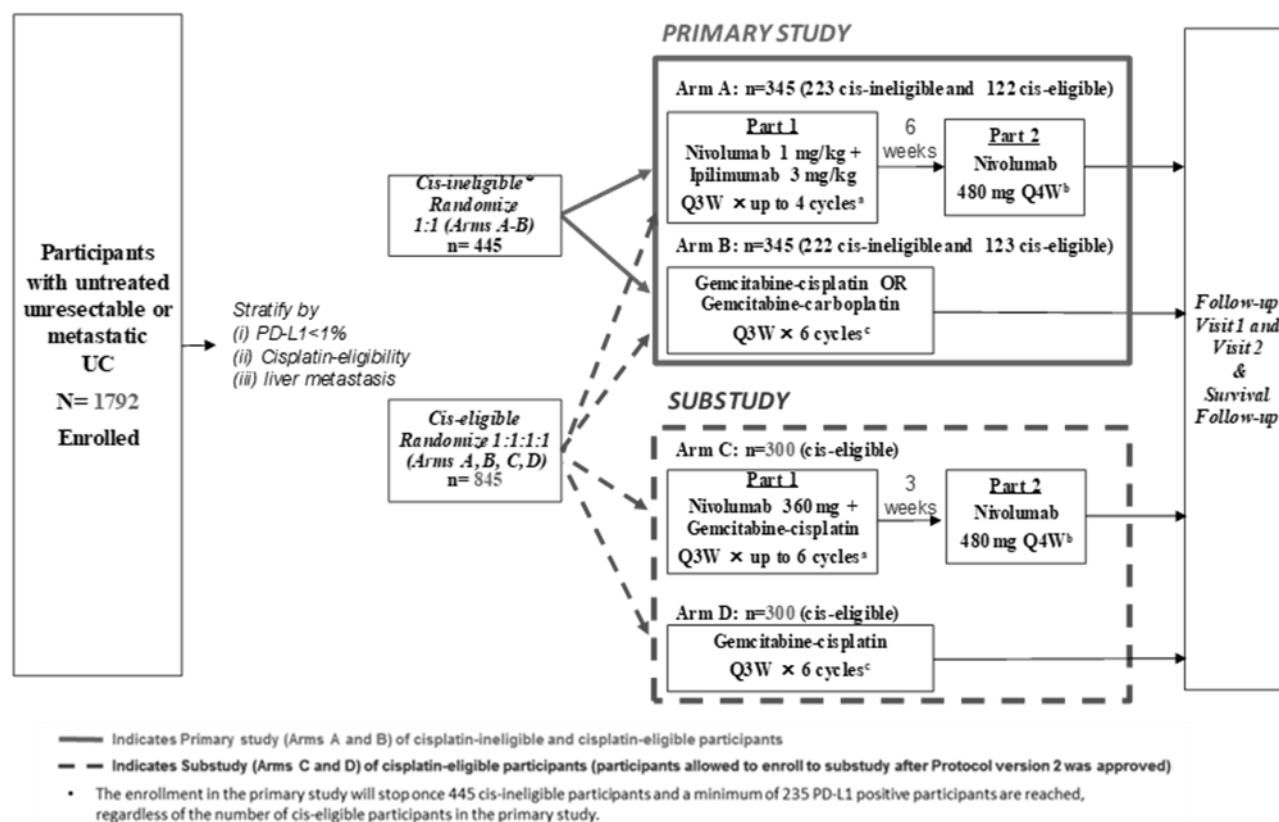 Participants
with untreated
unresectable or
metastatic
UC
N= 1792
Enrolled
Stratify by
(i) PD-L1<1%
(ii) Cisplatin-eligibility
(iii) liver metastasis
Cis-ineligible*
Randomize
1:1 (Arms A-B)
n= 445
Cis-eligible
Randomize 1:1:1:1
(Arms A, B, C, D)
n= 845
PRIMARY STUDY
Arm A: n=345 (223 cis-ineligible and 122 cis-eligible)
Part 1
Nivolumab 1 mg/kg +
Ipilimumab 3 mg/kg
Q3W × up to 4 cyclesᵃ
6
weeks
Part 2
Nivolumab
480 mg Q4Wᵇ
Arm B: n=345 (222 cis-ineligible and 123 cis-eligible)
Gemcitabine-cisplatin OR
Gemcitabine-carboplatin
Q3W × 6 cyclesᶜ
SUBSTUDY
Arm C: n=300 (cis-eligible)
Part 1
Nivolumab 360 mg +
Gemcitabine-cisplatin
Q3W × up to 6 cyclesᵃ
3
weeks
Part 2
Nivolumab
480 mg Q4Wᵇ
Arm D: n=300 (cis-eligible)
Gemcitabine-cisplatin
Q3W × 6 cyclesᶜ
Follow-up
Visit 1 and
Visit 2
&
Survival
Follow-up
Indicates Primary study (Arms A and B) of cisplatin-ineligible and cisplatin-eligible participants
Indicates Substudy (Arms C and D) of cisplatin-eligible participants (participants allowed to enroll to substudy after Protocol version 2 was approved)
• The enrollment in the primary study will stop once 445 cis-ineligible participants and a minimum of 235 PD-L1 positive participants are reached,
regardless of the number of cis-eligible participants in the primary study.